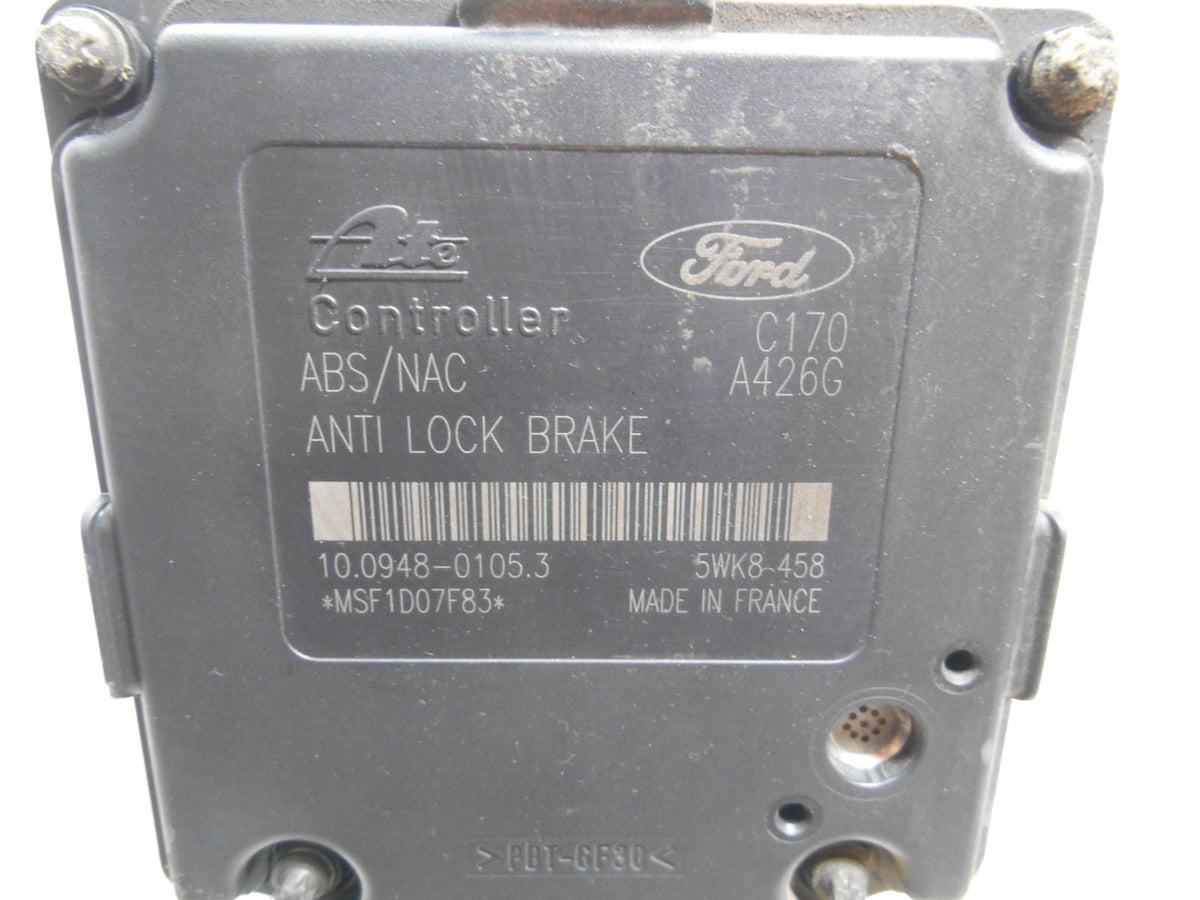 Ate
Ford
Controller
C170
ABS/NAC
A426G
ANTI LOCK BRAKE
10.0948-0105.3
5WK8-458
*MSF1D07F83*
MADE IN FRANCE
>PBT-GF30<